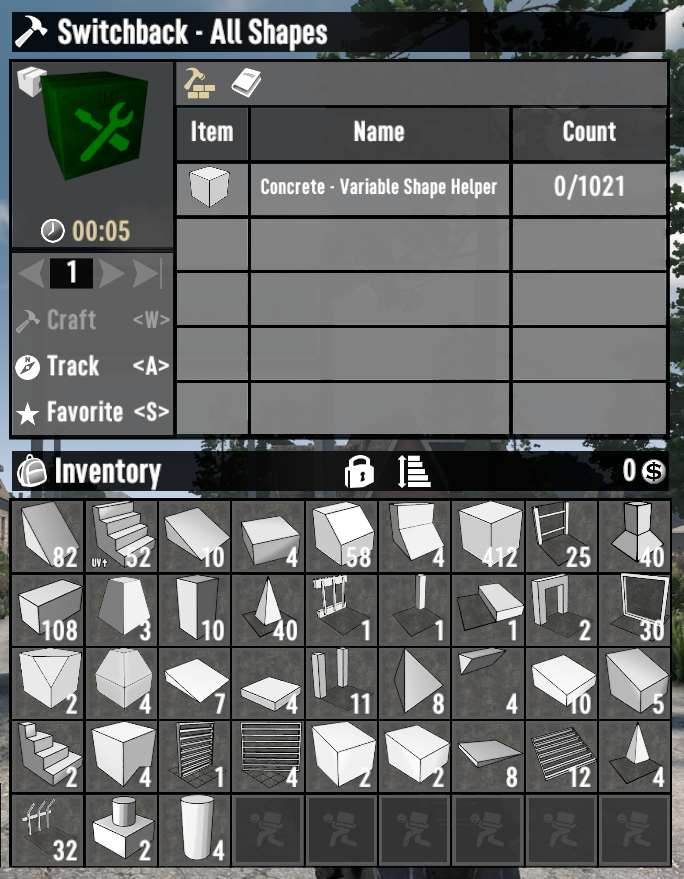 Switchback - All Shapes
Item Name Count
Concrete - Variable Shape Helper 0/1021
00:05
1
Craft <W>
Track <A>
Favorite <S>
Inventory 0
82 52 10 4 58 4 412 25 40
UV↑
108 3 10 40 1 1 1 2 30
2 4 7 4 11 8 4 10 5
2 4 1 4 2 2 8 12 4
32 2 4